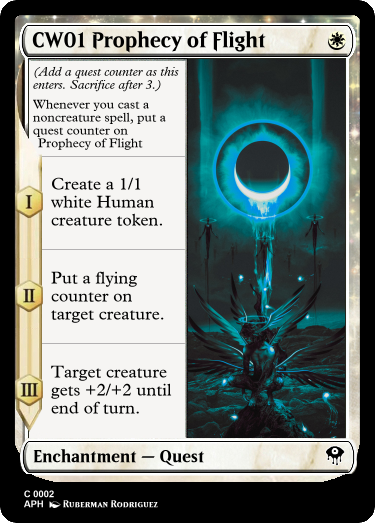 CW01 Prophecy of Flight
(Add a quest counter as this
enters. Sacrifice after 3.)
Whenever you cast a
noncreature spell, put a
quest counter on
Prophecy of Flight
I
Create a 1/1
white Human
creature token.
II
Put a flying
counter on
target creature.
III
Target creature
gets +2/+2 until
end of turn.
Enchantment — Quest
C 0002
APH Ruberman Rodriguez